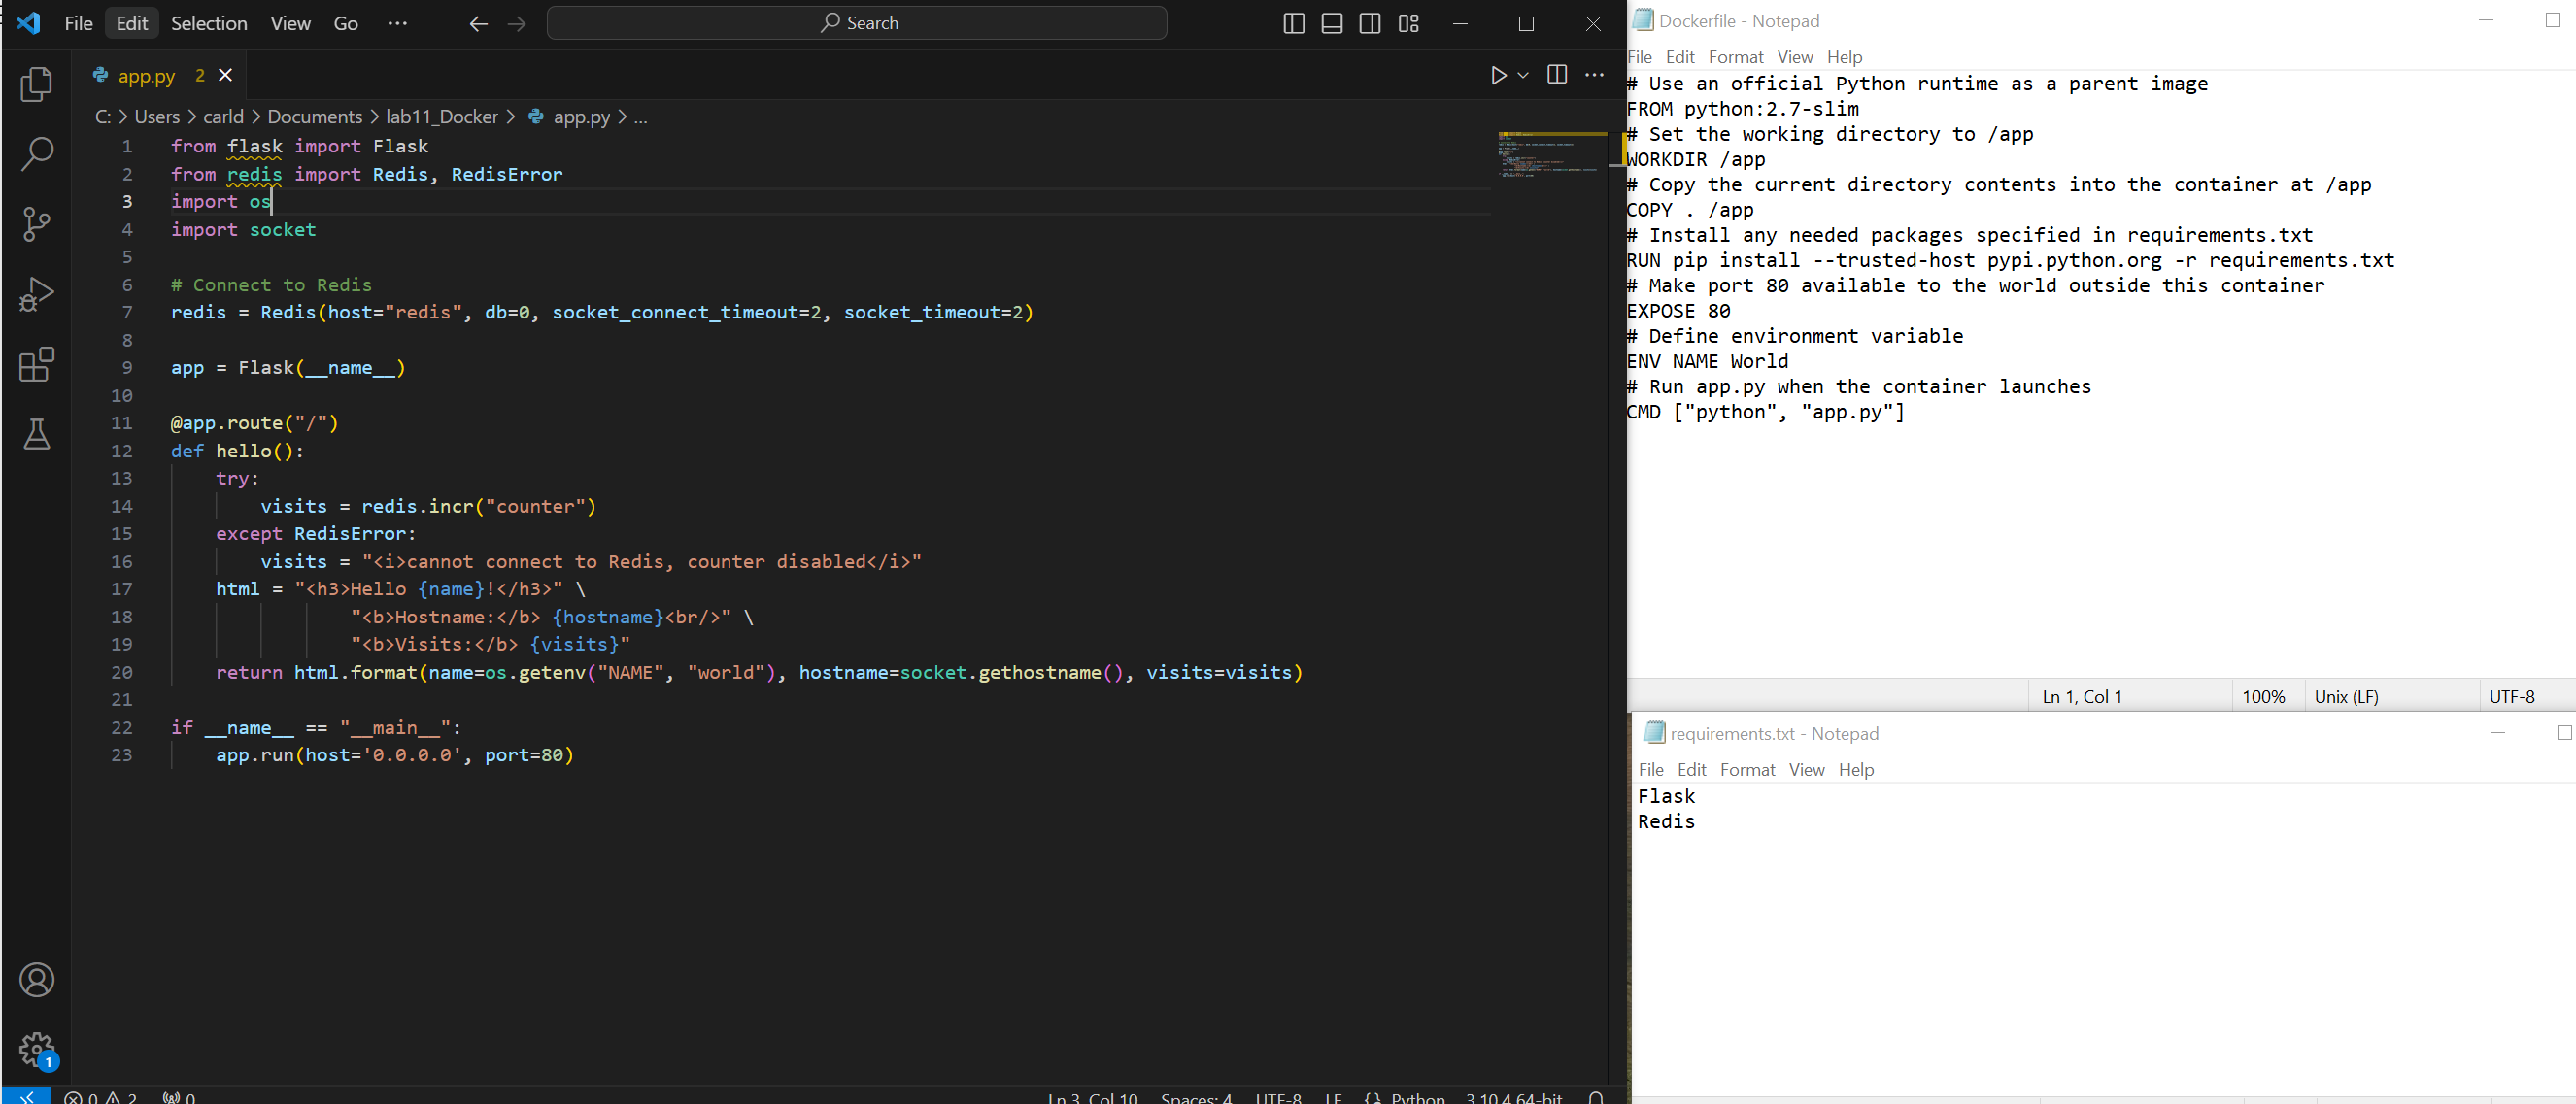 File Edit Selection View Go ··· Search
app.py 2
C: > Users > carld > Documents > lab11_Docker > app.py > ...
1 from flask import Flask
2 from redis import Redis, RedisError
3 import os
4 import socket
5
6 # Connect to Redis
7 redis = Redis(host="redis", db=0, socket_connect_timeout=2, socket_timeout=2)
8
9 app = Flask(__name__)
10
11 @app.route("/")
12 def hello():
13     try:
14         visits = redis.incr("counter")
15     except RedisError:
16         visits = "<i>cannot connect to Redis, counter disabled</i>"
17     html = "<h3>Hello {name}!</h3>" \
18                 "<b>Hostname:</b> {hostname}<br/>" \
19                 "<b>Visits:</b> {visits}"
20     return html.format(name=os.getenv("NAME", "world"), hostname=socket.gethostname(), visits=visits)
21
22 if __name__ == "__main__":
23     app.run(host='0.0.0.0', port=80)
1
0 2 0 Ln 3, Col 10 Spaces: 4 UTF-8 LF {} Python 3.10.4 64-bit
Dockerfile - Notepad
File Edit Format View Help
# Use an official Python runtime as a parent image
FROM python:2.7-slim
# Set the working directory to /app
WORKDIR /app
# Copy the current directory contents into the container at /app
COPY . /app
# Install any needed packages specified in requirements.txt
RUN pip install --trusted-host pypi.python.org -r requirements.txt
# Make port 80 available to the world outside this container
EXPOSE 80
# Define environment variable
ENV NAME World
# Run app.py when the container launches
CMD ["python", "app.py"]
Ln 1, Col 1 100% Unix (LF) UTF-8
requirements.txt - Notepad
File Edit Format View Help
Flask
Redis